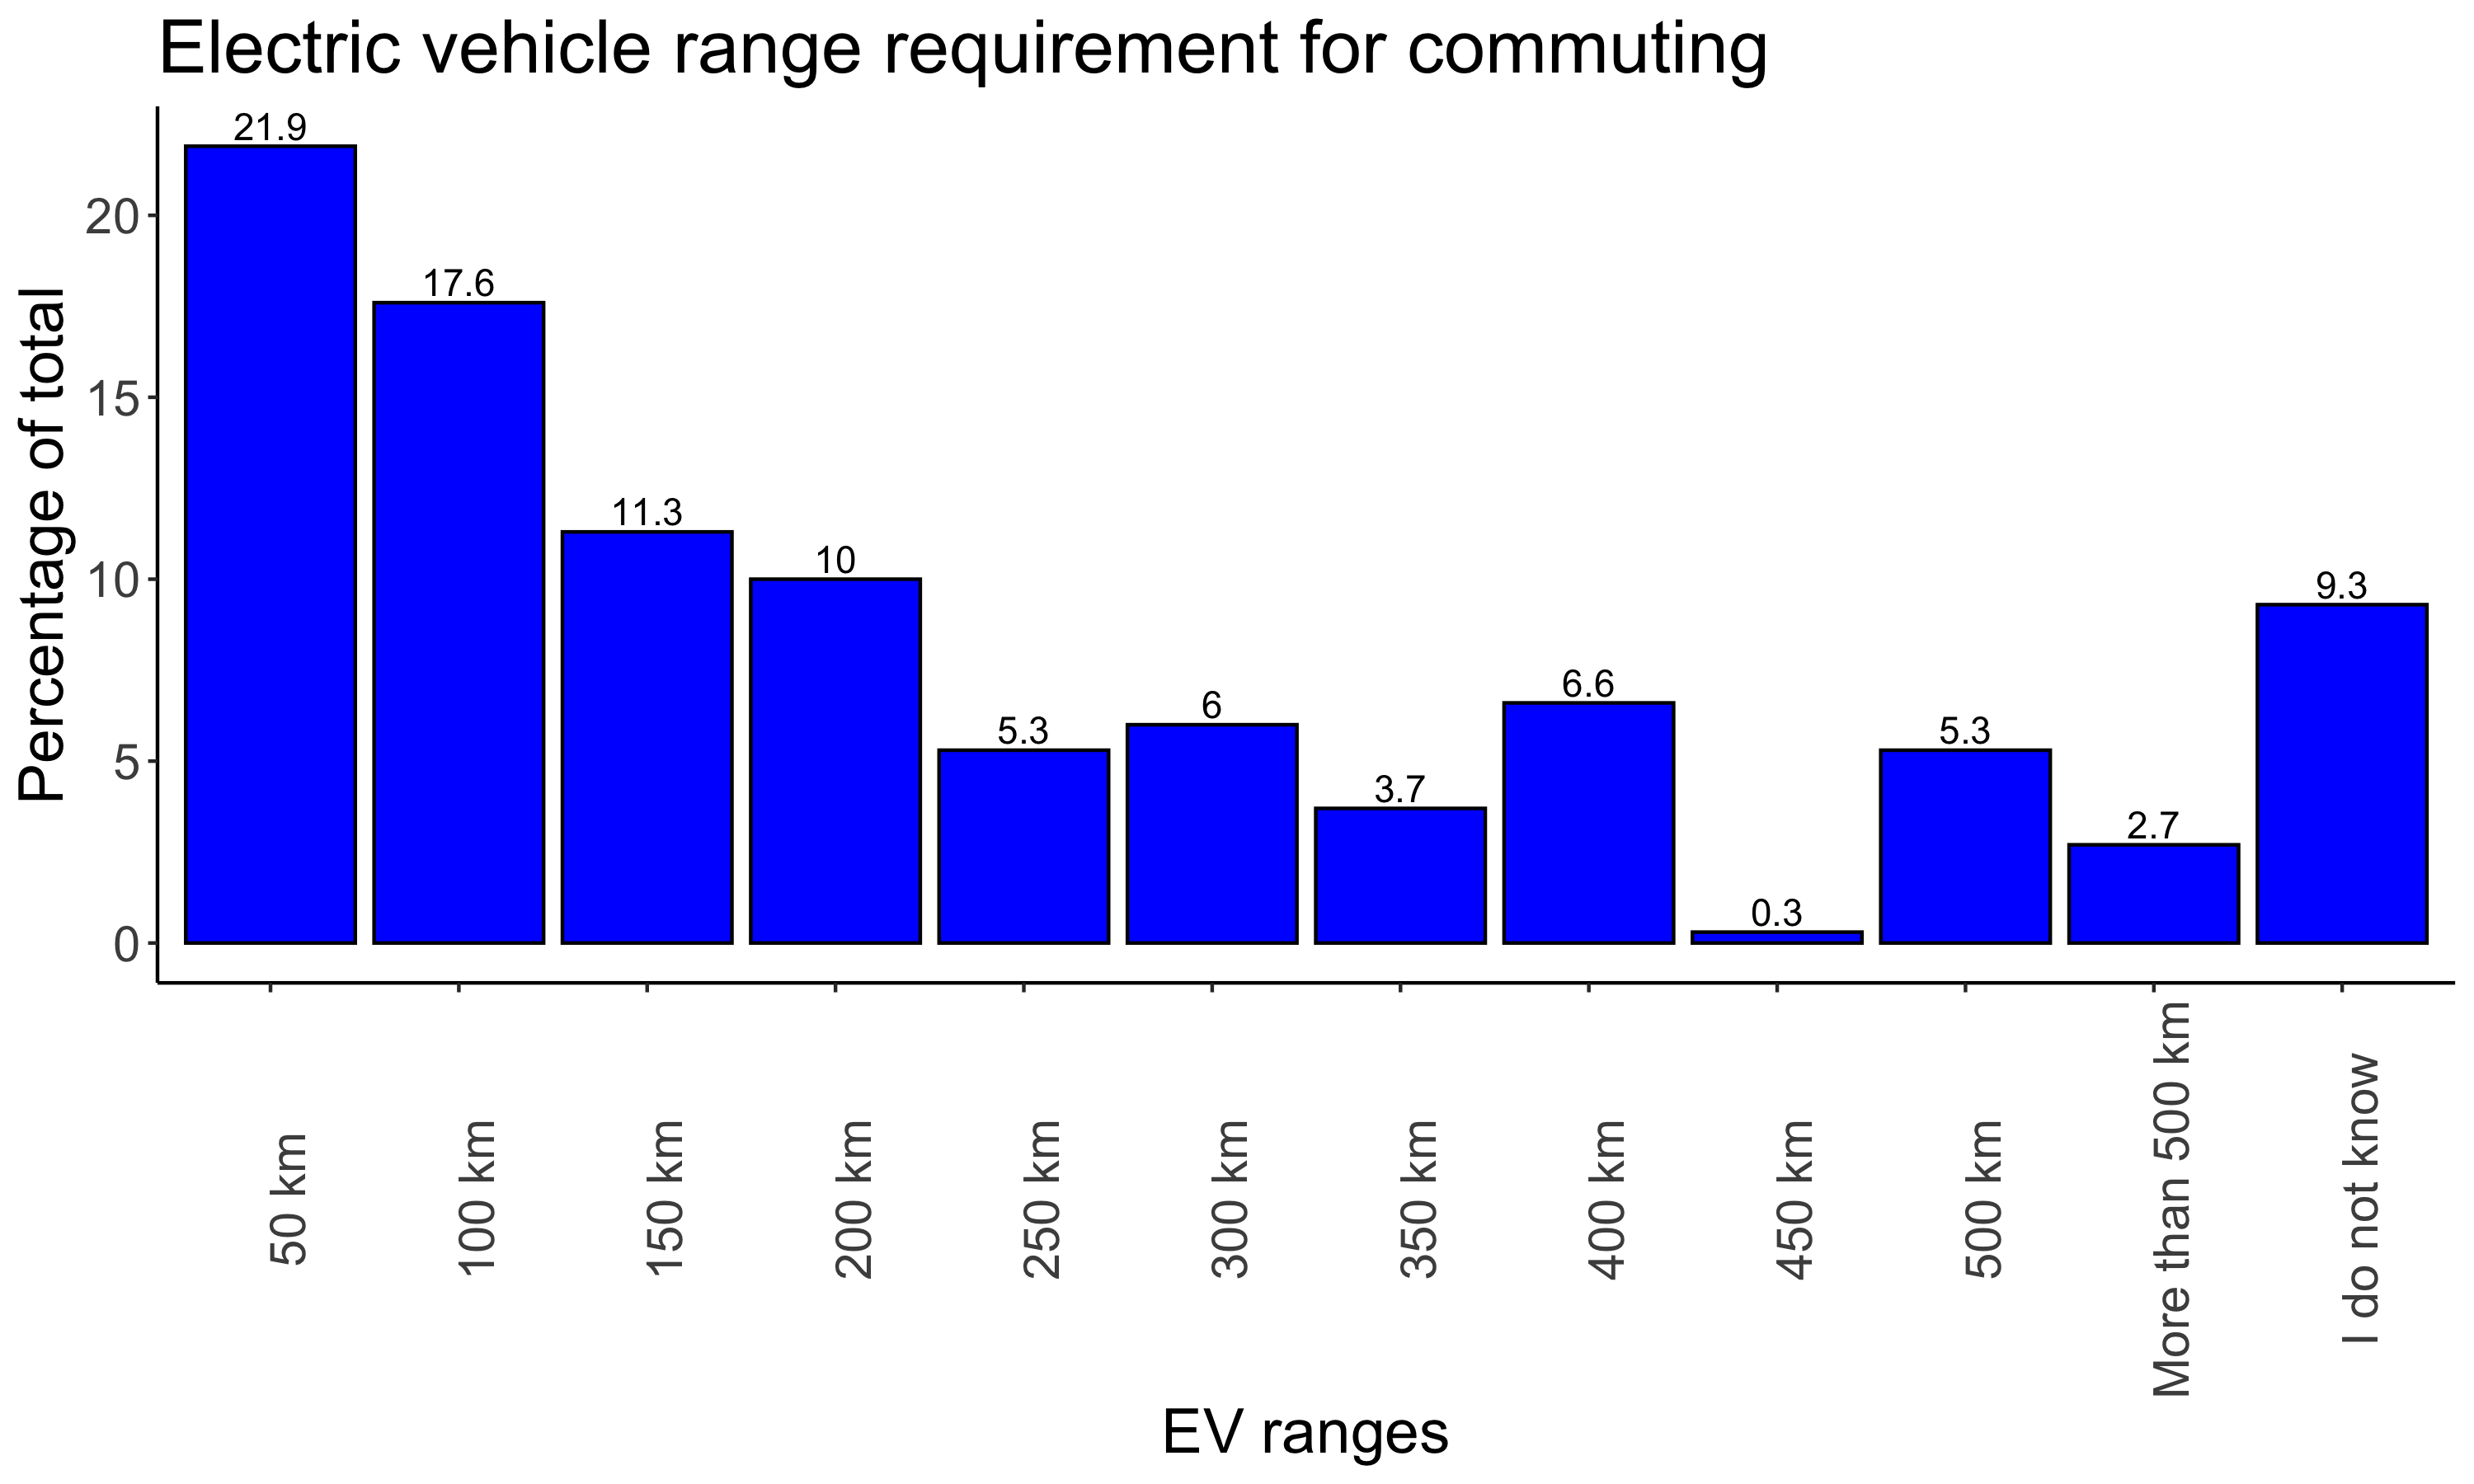 Electric vehicle range requirement for commuting
Percentage of total
20
15
10
5
0
21.9
17.6
11.3
10
5.3
6
3.7
6.6
0.3
5.3
2.7
9.3
50 km
100 km
150 km
200 km
250 km
300 km
350 km
400 km
450 km
500 km
More than 500 km
I do not know
EV ranges